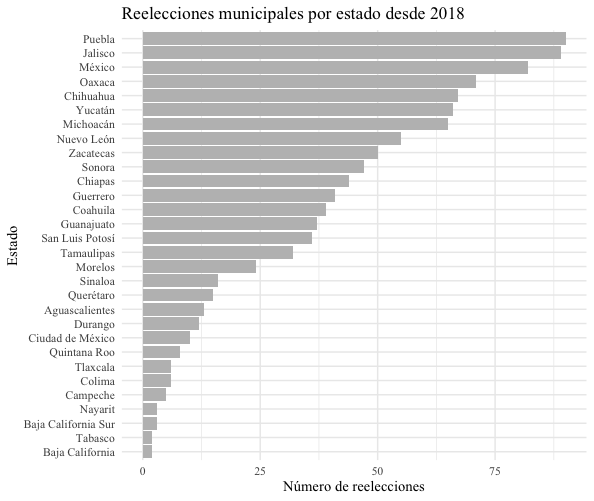 Reelecciones municipales por estado desde 2018
Estado
Puebla
Jalisco
México
Oaxaca
Chihuahua
Yucatán
Michoacán
Nuevo León
Zacatecas
Sonora
Chiapas
Guerrero
Coahuila
Guanajuato
San Luis Potosí
Tamaulipas
Morelos
Sinaloa
Querétaro
Aguascalientes
Durango
Ciudad de México
Quintana Roo
Tlaxcala
Colima
Campeche
Nayarit
Baja California Sur
Tabasco
Baja California
0 25 50 75
Número de reelecciones